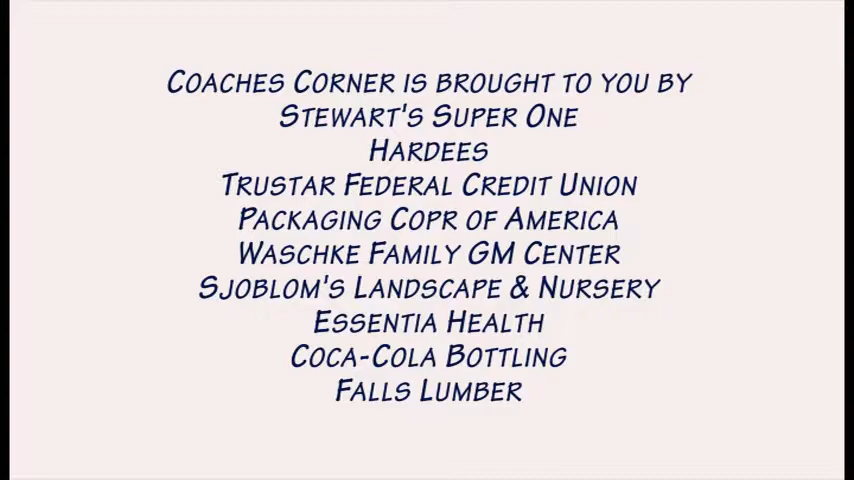 Coaches Corner is brought to you by
Stewart's Super One
Hardees
Trustar Federal Credit Union
Packaging Copr of America
Waschke Family GM Center
Sjoblom's Landscape & Nursery
Essentia Health
Coca-Cola Bottling
Falls Lumber